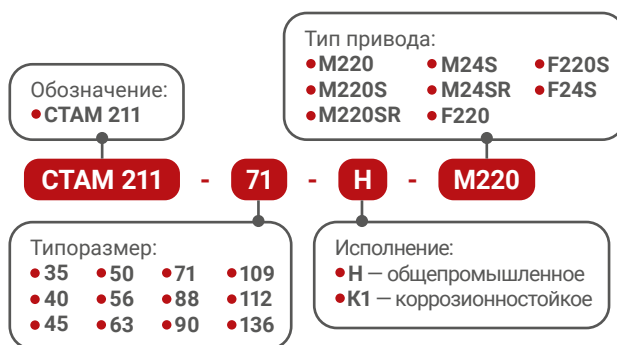 Тип привода:
• M220 • M24S • F220S
• M220S • M24SR • F24S
• M220SR • F220
Обозначение:
• СТАМ 211
СТАМ 211 - 71 - Н - M220
Типоразмер:
• 35 • 50 • 71 • 109
• 40 • 56 • 88 • 112
• 45 • 63 • 90 • 136
Исполнение:
• Н — общепромышленное
• К1 — коррозионностойкое